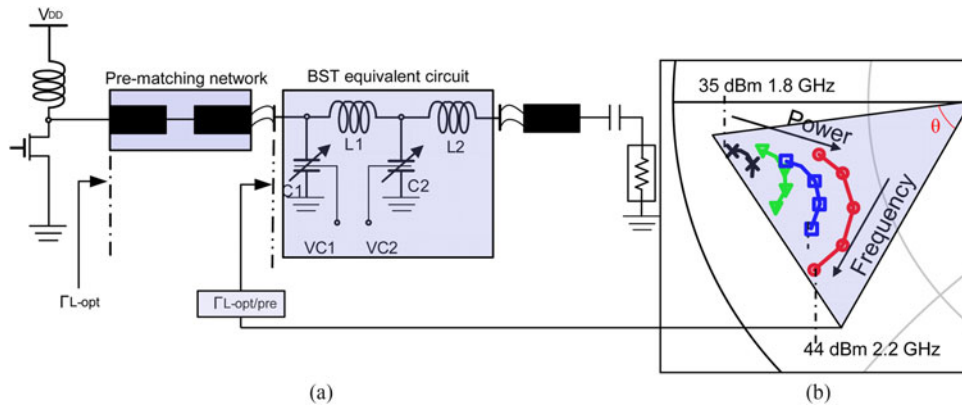 VDD
Pre-matching network
BST equivalent circuit
L1
L2
C1
C2
VC1
VC2
ΓL-opt
ΓL-opt/pre
(a)
35 dBm 1.8 GHz
Power
θ
Frequency
44 dBm 2.2 GHz
(b)